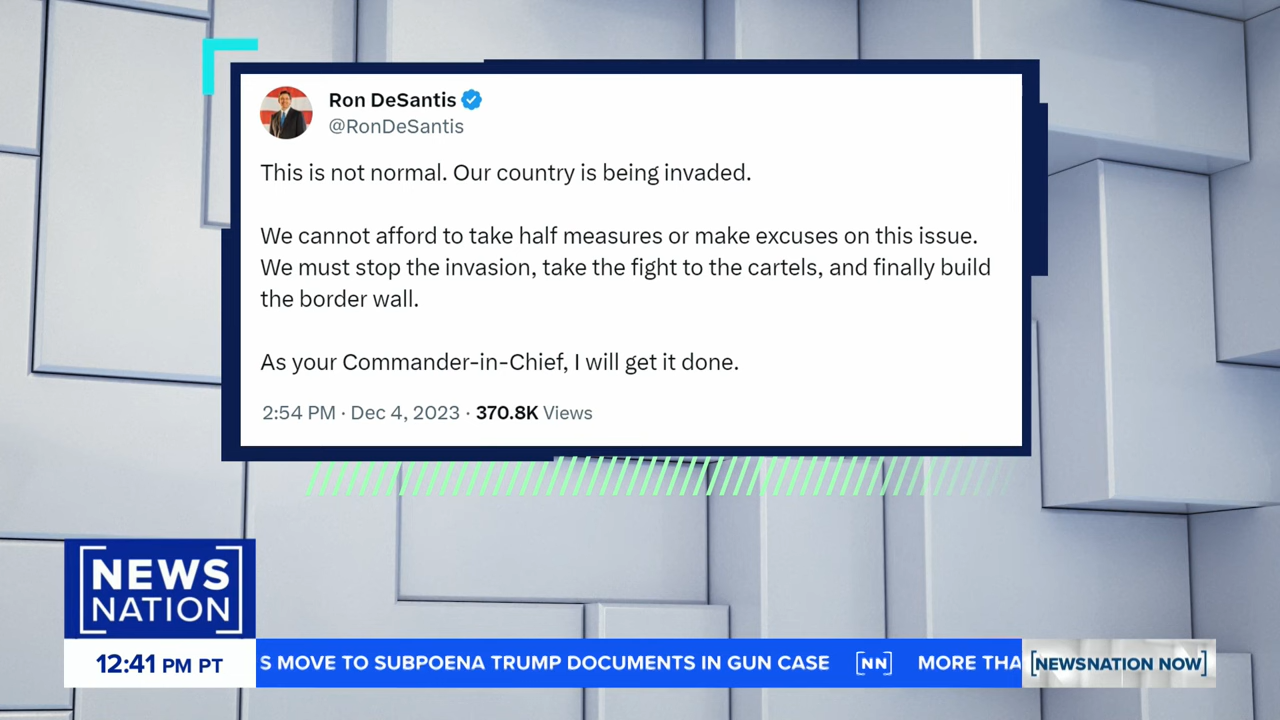 Ron DeSantis
@RonDeSantis
This is not normal. Our country is being invaded.
We cannot afford to take half measures or make excuses on this issue.
We must stop the invasion, take the fight to the cartels, and finally build
the border wall.
As your Commander-in-Chief, I will get it done.
2:54 PM · Dec 4, 2023 · 370.8K Views
NEWS
NATION
12:41 PM PT
S MOVE TO SUBPOENA TRUMP DOCUMENTS IN GUN CASE [NN] MORE THA
[NEWSNATION NOW]